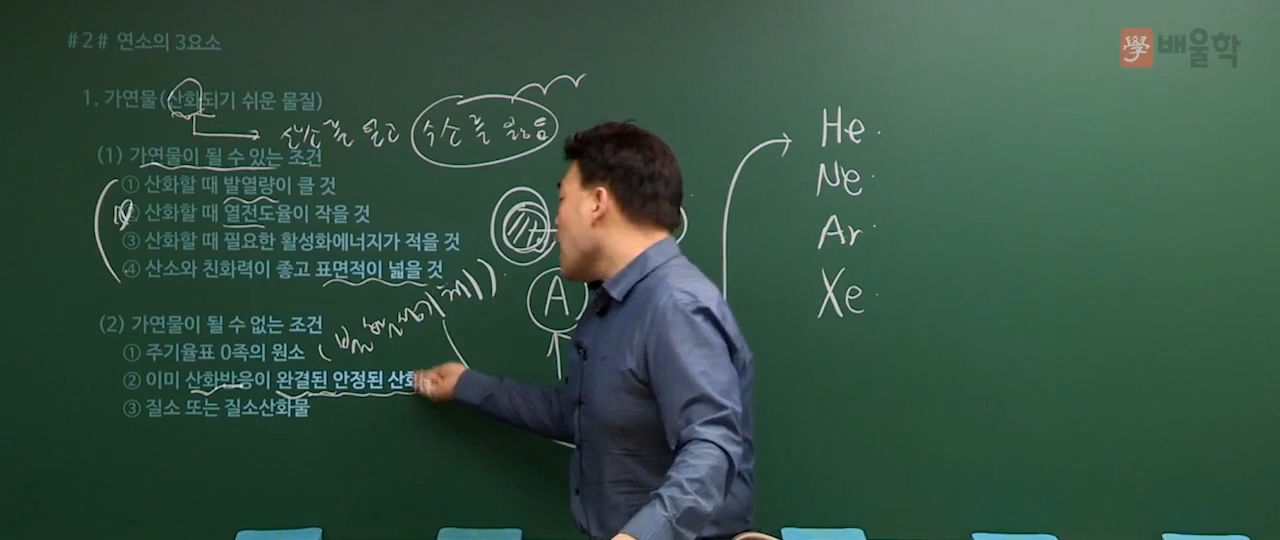 #2# 연소의 3요소
學 배울학
1. 가연물(산화되기 쉬운 물질)
산소를 얻고 수소를 잃음
(1) 가연물이 될 수 있는 조건
① 산화할 때 발열량이 클 것
② 산화할 때 열전도율이 작을 것
③ 산화할 때 필요한 활성화에너지가 적을 것
④ 산소와 친화력이 좋고 표면적이 넓을 것
A
(2) 가연물이 될 수 없는 조건
① 주기율표 0족의 원소
② 이미 산화반응이 완결된 안정된 산화
③ 질소 또는 질소산화물
He
Ne
Ar
Xe